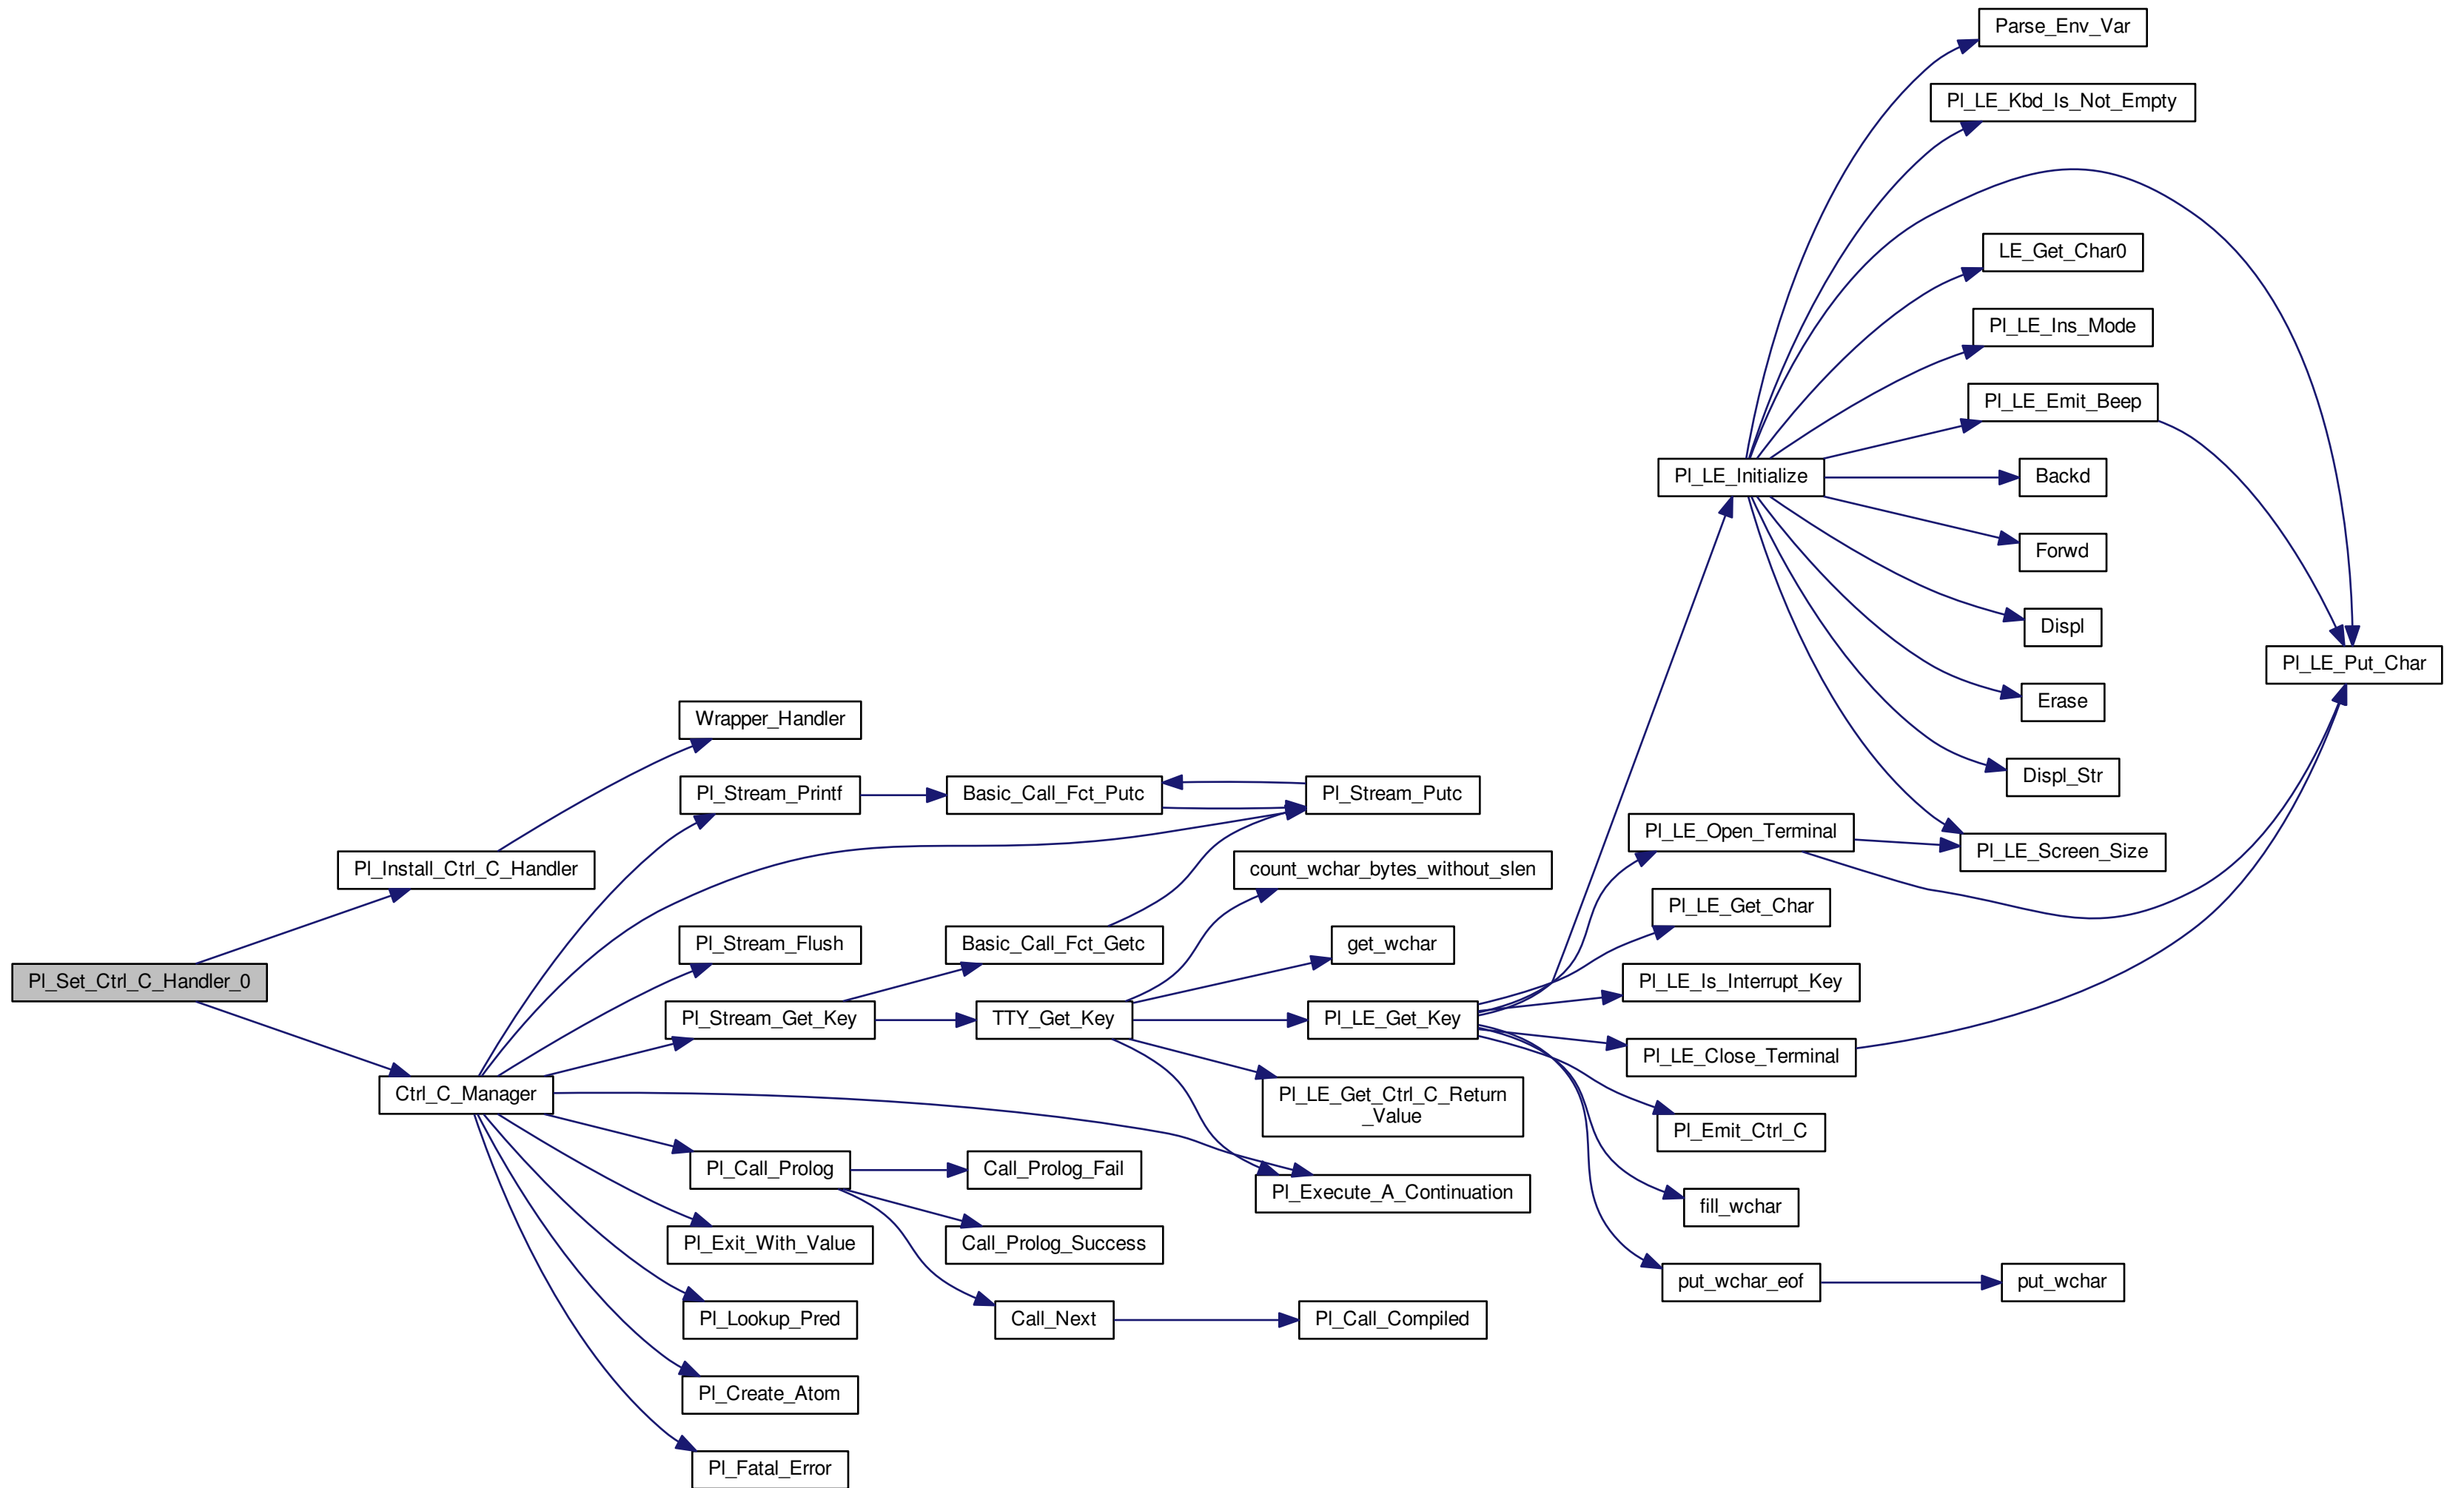 Parse_Env_Var
Pl_LE_Kbd_Is_Not_Empty
LE_Get_Char0
Pl_LE_Ins_Mode
Pl_LE_Emit_Beep
Pl_LE_Initialize
Backd
Forwd
Displ
Pl_LE_Put_Char
Erase
Wrapper_Handler
Displ_Str
Pl_Stream_Printf
Basic_Call_Fct_Putc
Pl_Stream_Putc
Pl_LE_Open_Terminal
Pl_LE_Screen_Size
Pl_Install_Ctrl_C_Handler
count_wchar_bytes_without_slen
Pl_LE_Get_Char
Pl_Stream_Flush
Basic_Call_Fct_Getc
get_wchar
Pl_Set_Ctrl_C_Handler_0
Pl_LE_Is_Interrupt_Key
Pl_Stream_Get_Key
TTY_Get_Key
Pl_LE_Get_Key
Pl_LE_Close_Terminal
Ctrl_C_Manager
Pl_LE_Get_Ctrl_C_Return
_Value
Pl_Emit_Ctrl_C
Pl_Call_Prolog
Call_Prolog_Fail
Pl_Execute_A_Continuation
fill_wchar
Pl_Exit_With_Value
Call_Prolog_Success
put_wchar_eof
put_wchar
Pl_Lookup_Pred
Call_Next
Pl_Call_Compiled
Pl_Create_Atom
Pl_Fatal_Error